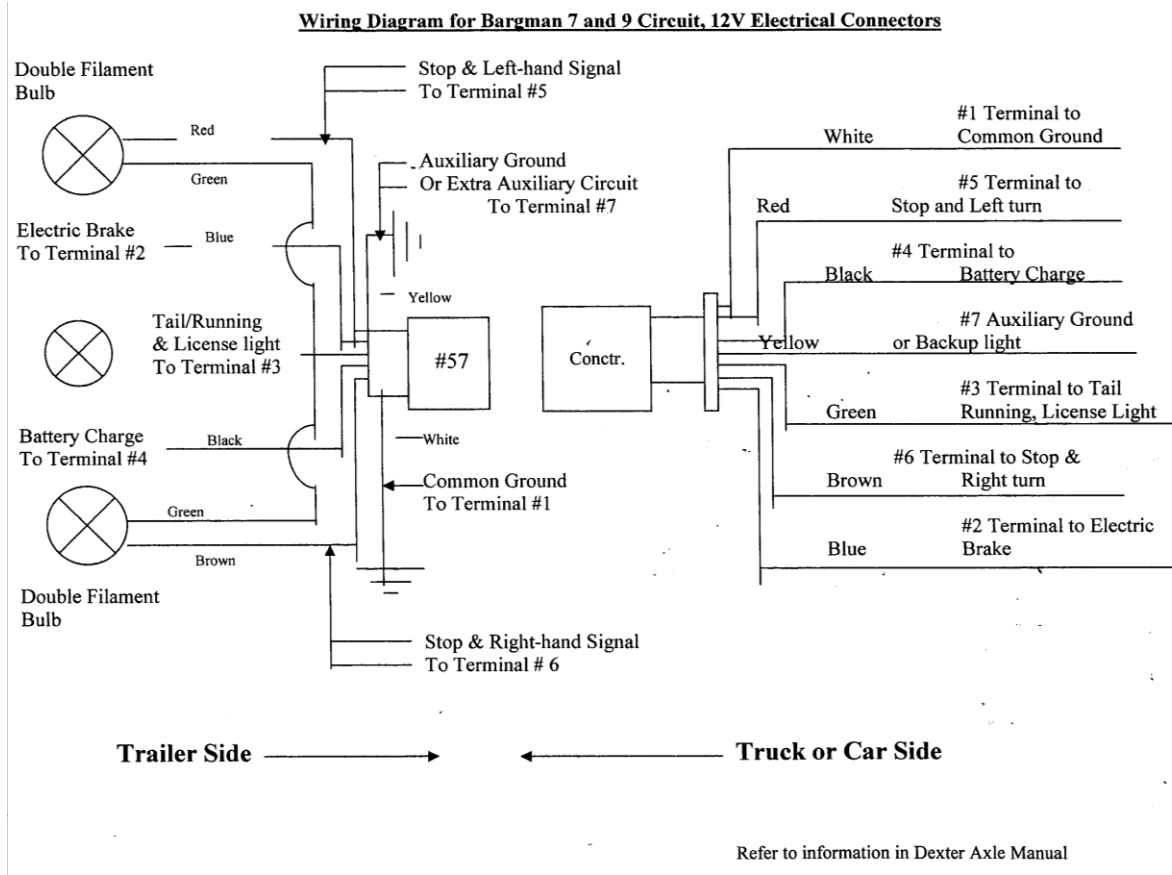 Wiring Diagram for Bargman 7 and 9 Circuit, 12V Electrical Connectors
Double Filament
Bulb
Red
Green
Stop & Left-hand Signal
To Terminal #5
Auxiliary Ground
Or Extra Auxiliary Circuit
To Terminal #7
Electric Brake
To Terminal #2
Blue
Yellow
Tail/Running
& License light
To Terminal #3
#57
Battery Charge
To Terminal #4
Black
White
Common Ground
To Terminal #1
Green
Brown
Double Filament
Bulb
Stop & Right-hand Signal
To Terminal # 6
Conctr.
#1 Terminal to
White Common Ground
#5 Terminal to
Red Stop and Left turn
#4 Terminal to
Black Battery Charge
#7 Auxiliary Ground
Yellow or Backup light
#3 Terminal to Tail
Green Running, License Light
#6 Terminal to Stop &
Brown Right turn
#2 Terminal to Electric
Blue Brake
Trailer Side
Truck or Car Side
Refer to information in Dexter Axle Manual